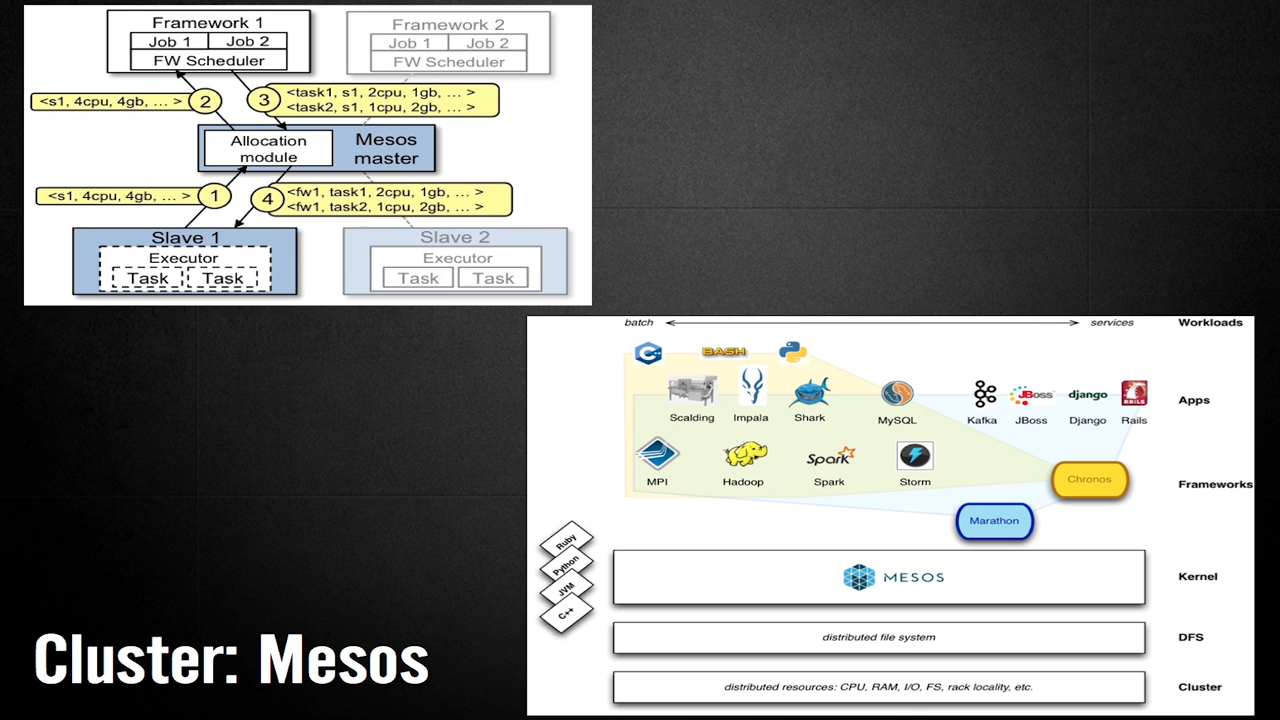 Framework 1
Job 1 Job 2
FW Scheduler
Framework 2
Job 1 Job 2
FW Scheduler
<s1, 4cpu, 4gb, ... >
2
3
<task1, s1, 2cpu, 1gb, ... >
<task2, s1, 1cpu, 2gb, ... >
Allocation
module
Mesos
master
<s1, 4cpu, 4gb, ... >
1
4
<fw1, task1, 2cpu, 1gb, ... >
<fw1, task2, 1cpu, 2gb, ... >
Slave 1
Executor
Task Task
Slave 2
Executor
Task Task
batch services Workloads
C++ BASH
Scalding Impala Shark MySQL Kafka JBoss Django Rails Apps
JBoss django RAILS
MPI Hadoop Spark Storm
Spark
Chronos
Frameworks
Marathon
Ruby
Python
JVM
C++
MESOS Kernel
distributed file system DFS
distributed resources: CPU, RAM, I/O, FS, rack locality, etc. Cluster
Cluster: Mesos